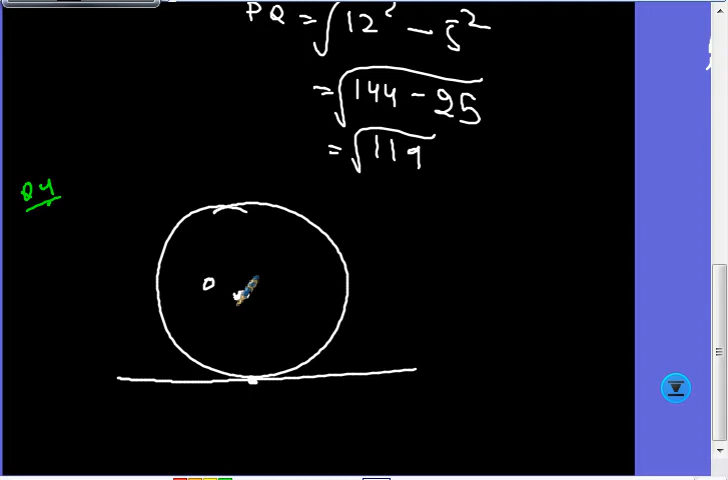 PQ = √12² - 5²
= √144 - 25
= √119
Q4
O